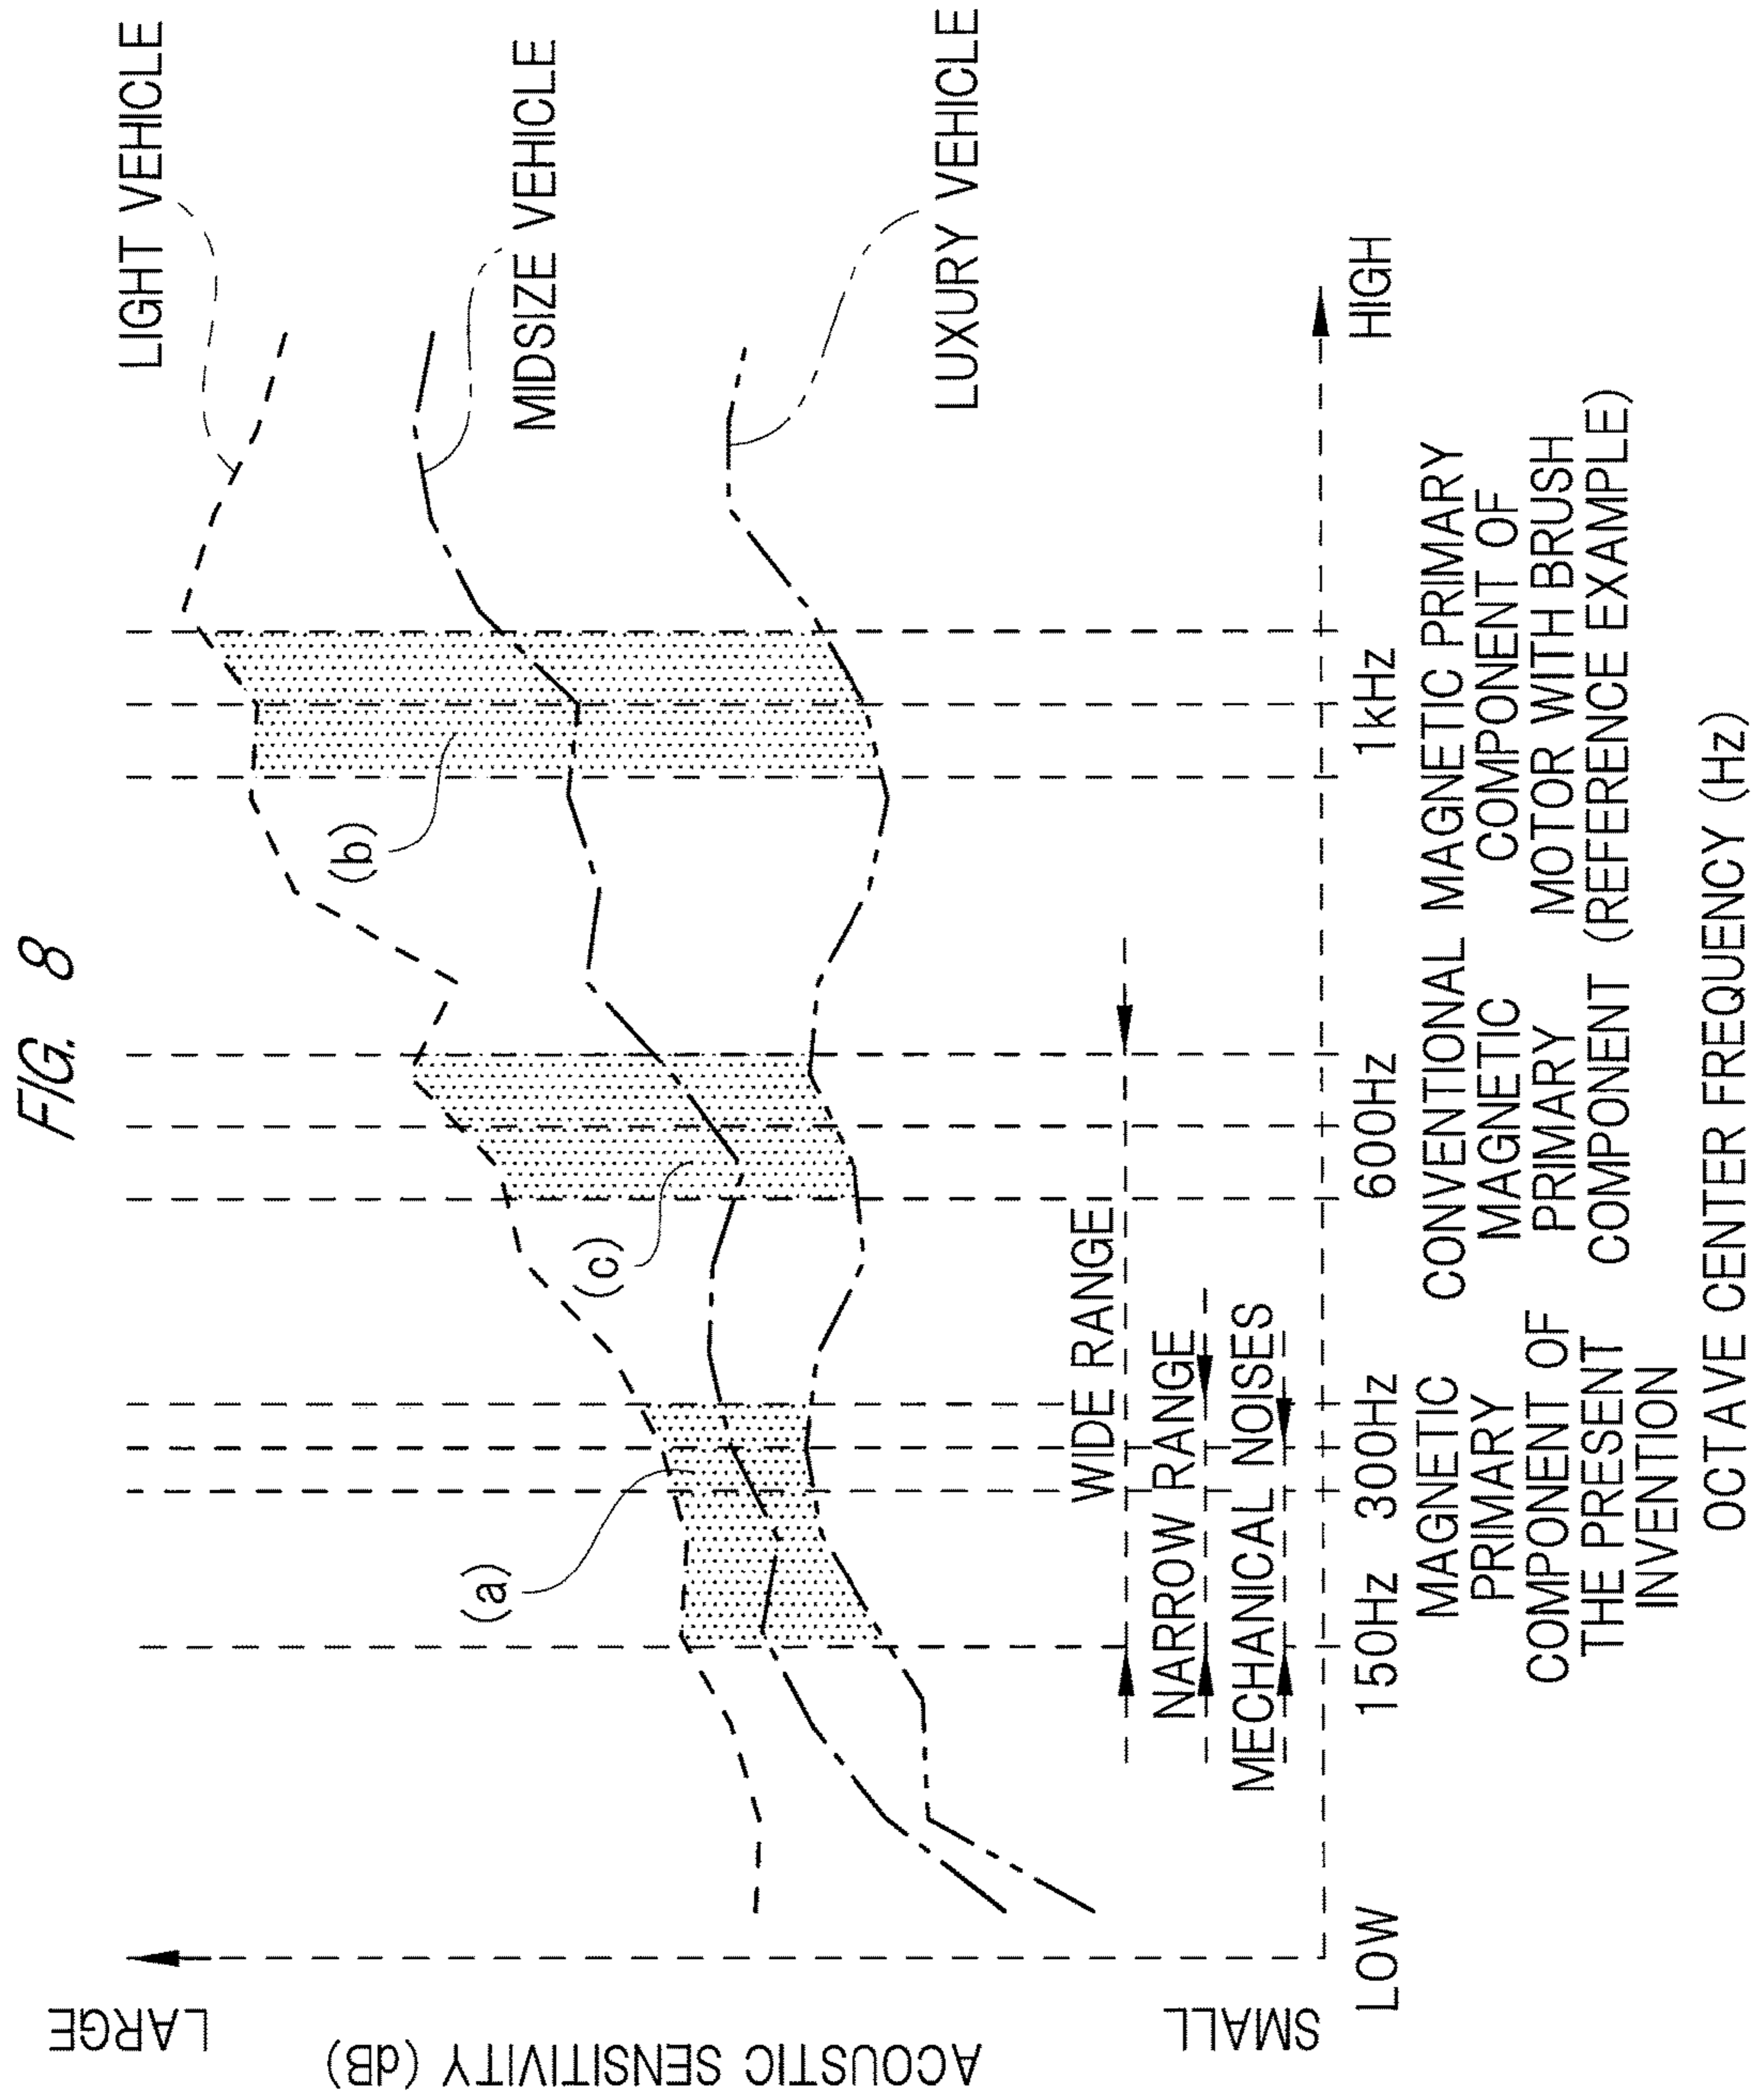 FIG. 8
LARGE
ACOUSTIC SENSITIVITY (dB)
SMALL
LIGHT VEHICLE
MIDSIZE VEHICLE
LUXURY VEHICLE
(a)
(b)
(c)
WIDE RANGE
NARROW RANGE
MECHANICAL NOISES
LOW
150Hz
300Hz
600Hz
1kHz
HIGH
MAGNETIC
PRIMARY
COMPONENT OF
THE PRESENT
INVENTION
CONVENTIONAL
MAGNETIC
PRIMARY
COMPONENT
MAGNETIC PRIMARY
COMPONENT OF
MOTOR WITH BRUSH
(REFERENCE EXAMPLE)
OCTAVE CENTER FREQUENCY (Hz)